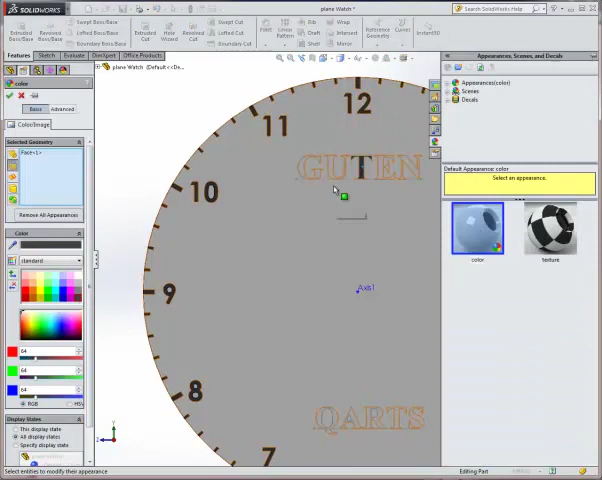 SOLIDWORKS
plane Watch *
Search SolidWorks Help
Extruded Boss/Base
Revolved Boss/Base
Swept Boss/Base
Lofted Boss/Base
Boundary Boss/Base
Extruded Cut
Hole Wizard
Revolved Cut
Swept Cut
Lofted Cut
Boundary Cut
Fillet
Linear Pattern
Rib
Draft
Shell
Wrap
Intersect
Mirror
Reference Geometry
Curves
Instant3D
Features
Sketch
Evaluate
DimXpert
Office Products
plane Watch (Default<<De...
color
Basic
Advanced
Color/Image
Selected Geometry
Face<1>
Remove All Appearances
Color
standard
64
64
64
RGB
HSV
Display States
This display state
All display states
Specify display state
12
11
10
9
8
7
GUTEN
QARTS
Axis1
Y
Z
Appearances, Scenes, and Decals
Appearances(color)
Scenes
Decals
Default Appearance: color
Select an appearance.
color
texture
Select entities to modify their appearance
Editing Part